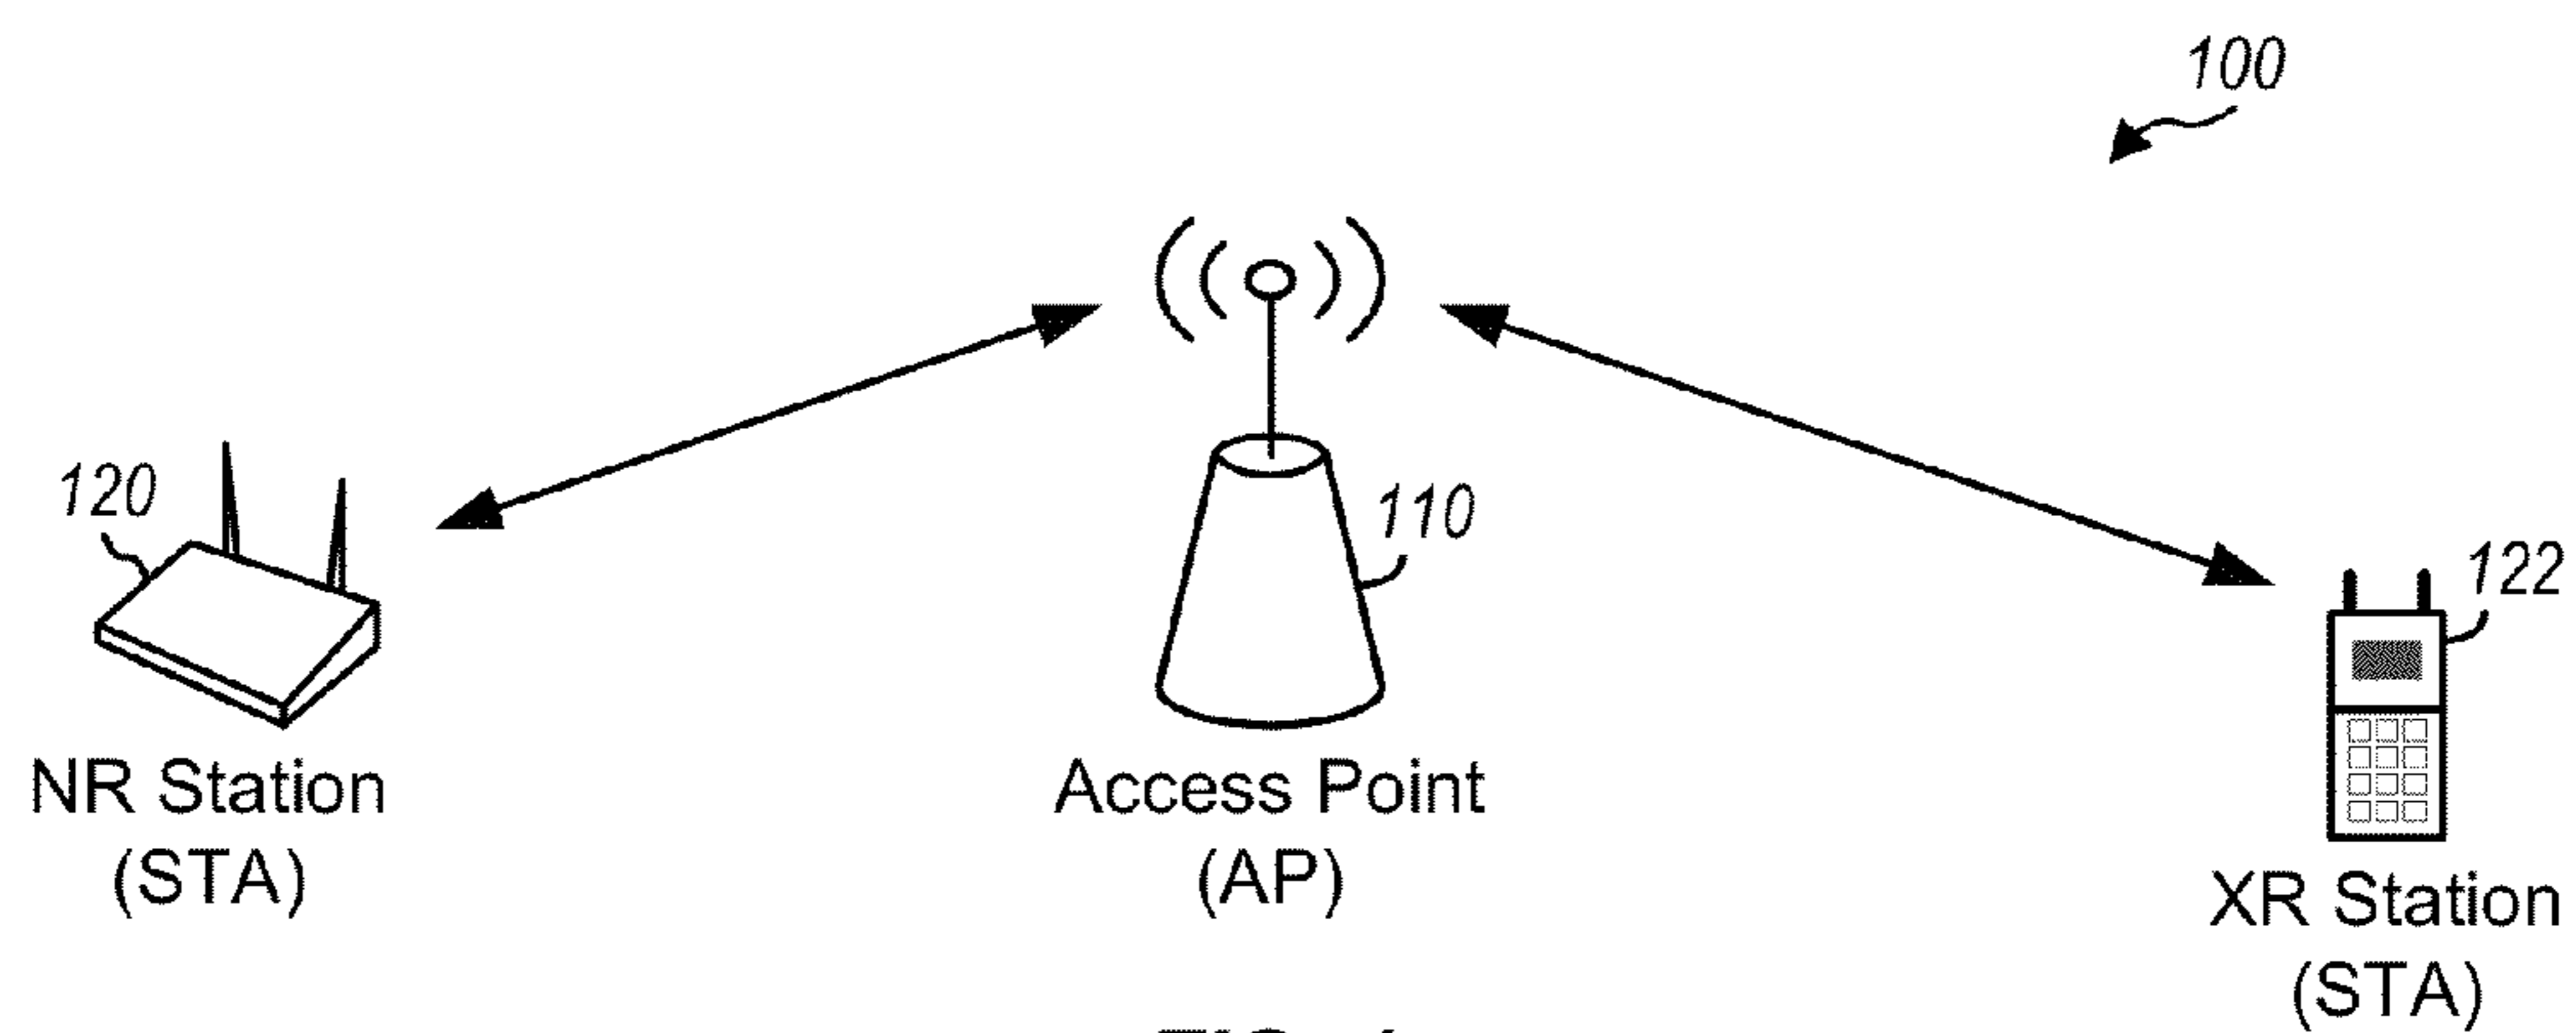 100
120
110
122
NR Station
(STA)
Access Point
(AP)
XR Station
(STA)